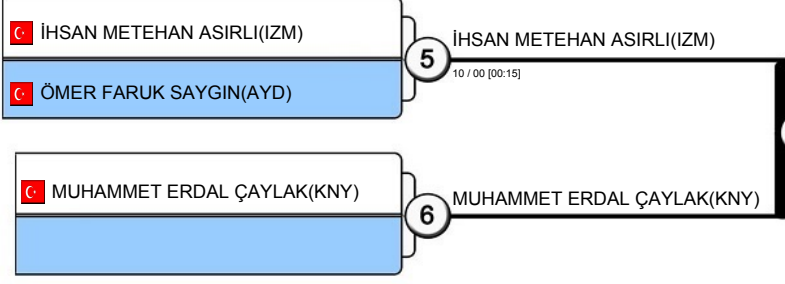 İHSAN METEHAN ASIRLI(IZM)
5
İHSAN METEHAN ASIRLI(IZM)
10 / 00 [00:15]
ÖMER FARUK SAYGIN(AYD)
MUHAMMET ERDAL ÇAYLAK(KNY)
6
MUHAMMET ERDAL ÇAYLAK(KNY)